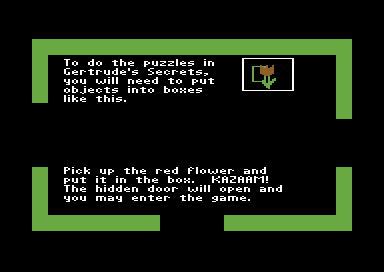 To do the puzzles in
Gertrude's Secrets,
you will need to put
objects into boxes
like this.
Pick up the red flower and
put it in the box.  KAZAAM!
The hidden door will open and
you may enter the game.